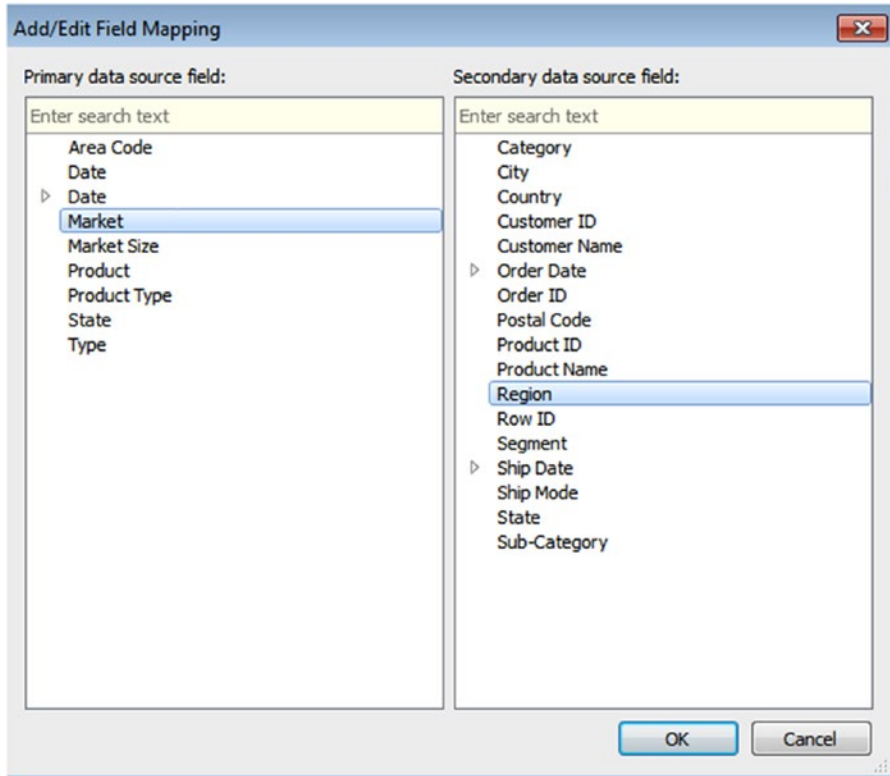 Add/Edit Field Mapping
Primary data source field:
Enter search text
Area Code
Date
Date
Market
Market Size
Product
Product Type
State
Type
Secondary data source field:
Enter search text
Category
City
Country
Customer ID
Customer Name
Order Date
Order ID
Postal Code
Product ID
Product Name
Region
Row ID
Segment
Ship Date
Ship Mode
State
Sub-Category
OK
Cancel